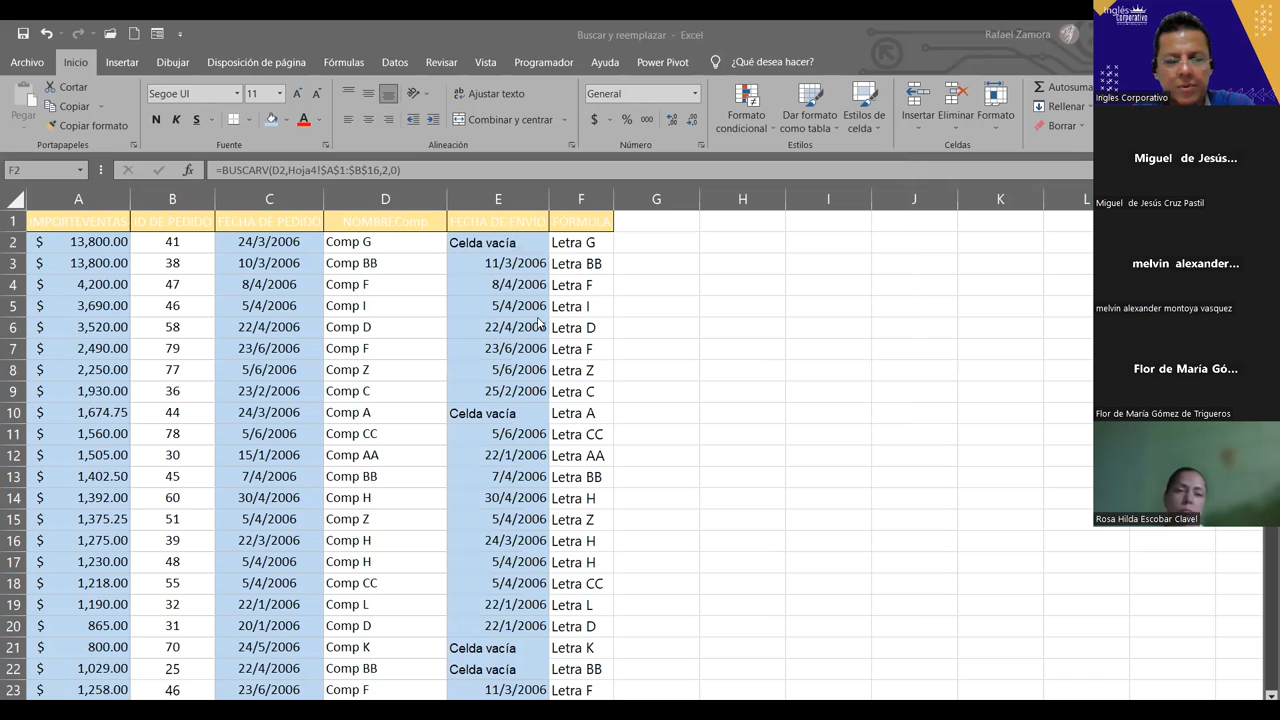 Buscar y reemplazar - Excel
Rafael Zamora
Archivo Inicio Insertar Dibujar Disposición de página Fórmulas Datos Revisar Vista Programador Ayuda Power Pivot ¿Qué desea hacer?
Pegar
Cortar
Copiar
Copiar formato
Portapapeles
Segoe UI 11
N K S
Fuente
Ajustar texto
Combinar y centrar
Alineación
General
$ % 000
Número
Formato condicional
Dar formato como tabla
Estilos de celda
Estilos
Insertar Eliminar Formato
Celdas
Autosuma
Rellenar
Borrar
F2 =BUSCARV(D2,Hoja4!$A$1:$B$16,2,0)
A B C D E F G H I J K L
1 IMPORTEVENTAS ID DE PEDIDO FECHA DE PEDIDO NOMBREComp FECHA DE ENVÍO FÓRMULA
2 $ 13,800.00 41 24/3/2006 Comp G Celda vacía Letra G
3 $ 13,800.00 38 10/3/2006 Comp BB 11/3/2006 Letra BB
4 $ 4,200.00 47 8/4/2006 Comp F 8/4/2006 Letra F
5 $ 3,690.00 46 5/4/2006 Comp I 5/4/2006 Letra I
6 $ 3,520.00 58 22/4/2006 Comp D 22/4/2006 Letra D
7 $ 2,490.00 79 23/6/2006 Comp F 23/6/2006 Letra F
8 $ 2,250.00 77 5/6/2006 Comp Z 5/6/2006 Letra Z
9 $ 1,930.00 36 23/2/2006 Comp C 25/2/2006 Letra C
10 $ 1,674.75 44 24/3/2006 Comp A Celda vacía Letra A
11 $ 1,560.00 78 5/6/2006 Comp CC 5/6/2006 Letra CC
12 $ 1,505.00 30 15/1/2006 Comp AA 22/1/2006 Letra AA
13 $ 1,402.50 45 7/4/2006 Comp BB 7/4/2006 Letra BB
14 $ 1,392.00 60 30/4/2006 Comp H 30/4/2006 Letra H
15 $ 1,375.25 51 5/4/2006 Comp Z 5/4/2006 Letra Z
16 $ 1,275.00 39 22/3/2006 Comp H 24/3/2006 Letra H
17 $ 1,230.00 48 5/4/2006 Comp H 5/4/2006 Letra H
18 $ 1,218.00 55 5/4/2006 Comp CC 5/4/2006 Letra CC
19 $ 1,190.00 32 22/1/2006 Comp L 22/1/2006 Letra L
20 $ 865.00 31 20/1/2006 Comp D 22/1/2006 Letra D
21 $ 800.00 70 24/5/2006 Comp K Celda vacía Letra K
22 $ 1,029.00 25 22/4/2006 Comp BB Celda vacía Letra BB
23 $ 1,258.00 46 23/6/2006 Comp F 11/3/2006 Letra F
Inglés
Corporativo
Ingles Corporativo
Miguel de Jesús...
Miguel de Jesús Cruz Pastil
melvin alexander...
melvin alexander montoya vasquez
Flor de María Gó...
Flor de María Gómez de Trigueros
Rosa Hilda Escobar Clavel